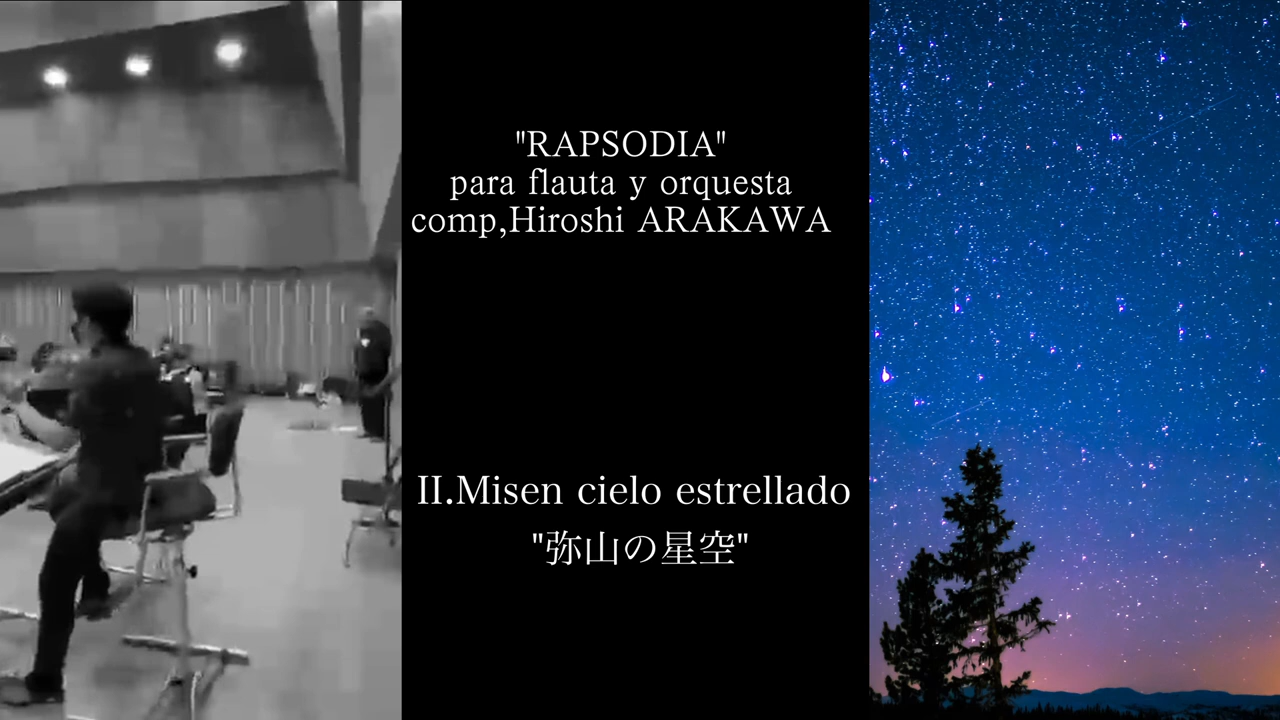 "RAPSODIA"
para flauta y orquesta
comp,Hiroshi ARAKAWA
II.Misen cielo estrellado
"弥山の星空"